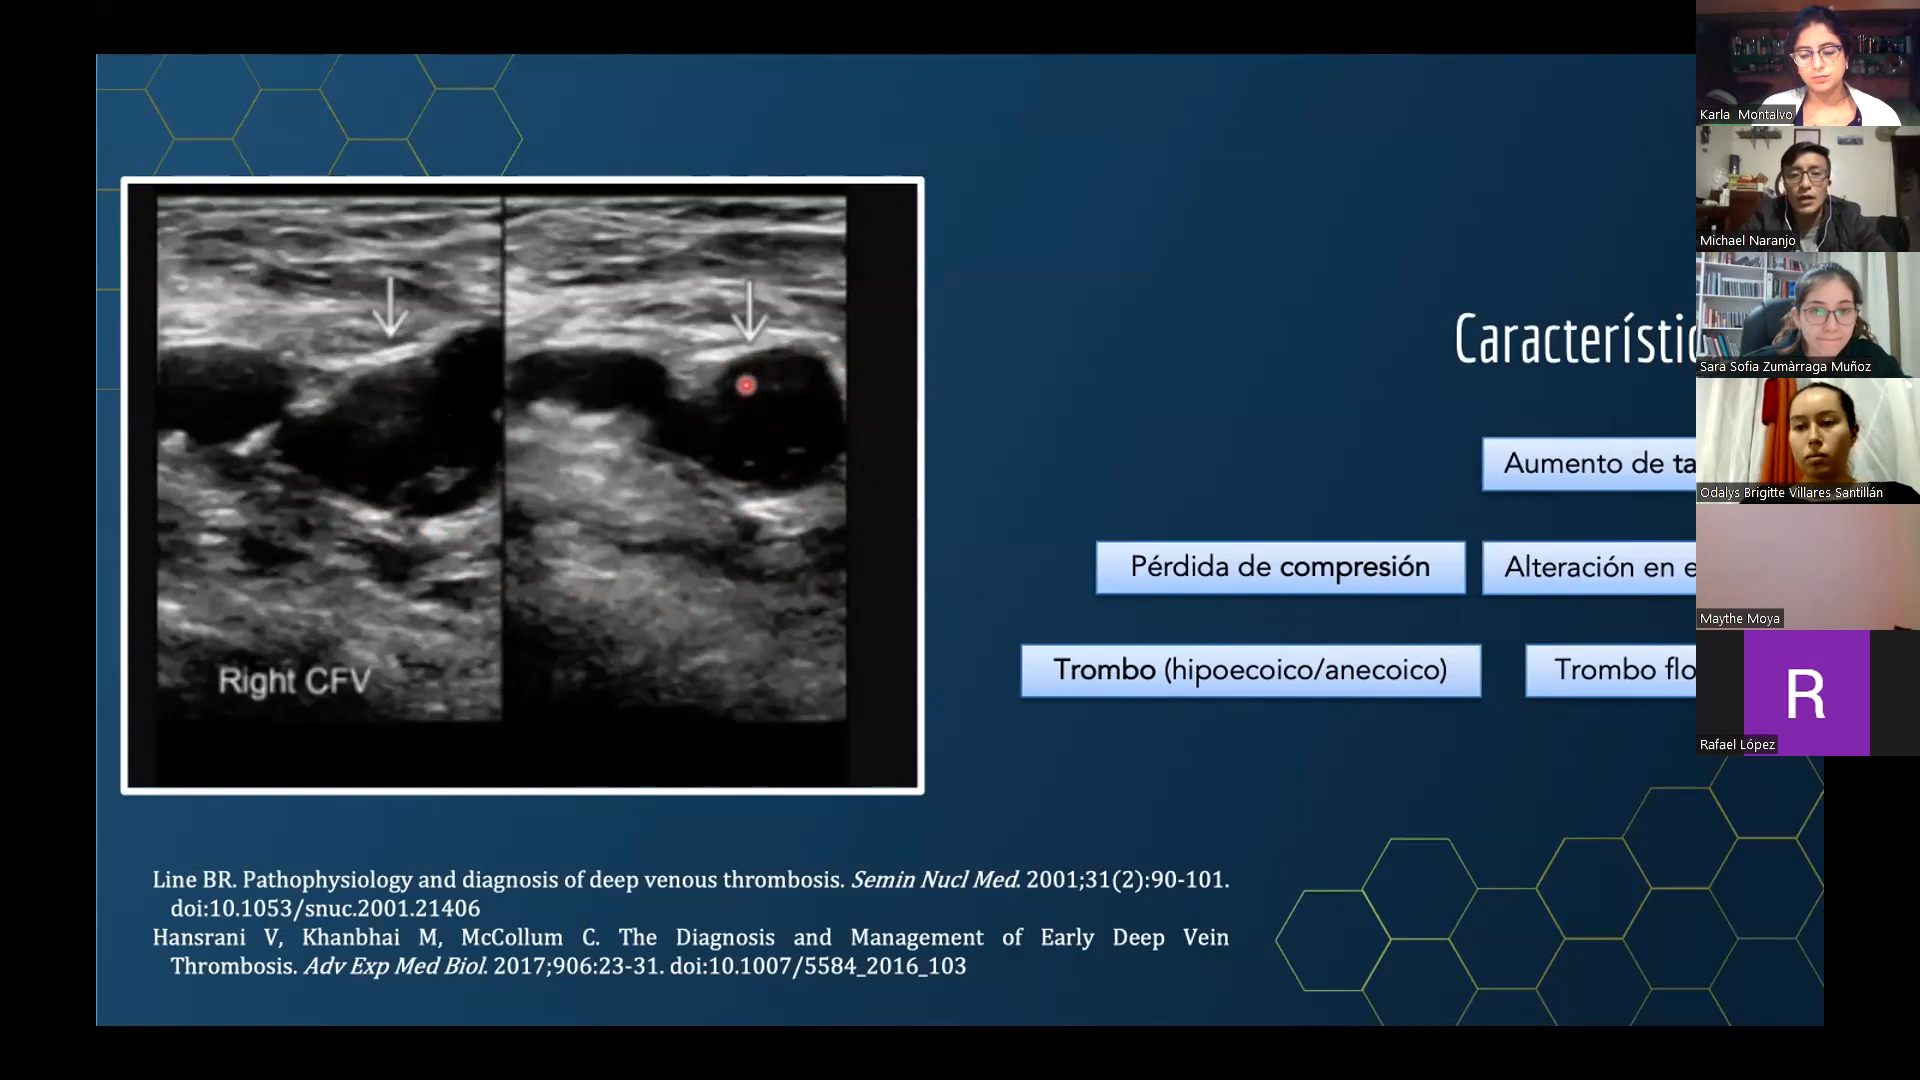 Característic
Aumento de ta
Pérdida de compresión
Alteración en e
Trombo (hipoecoico/anecoico)
Trombo flo
Right CFV
Line BR. Pathophysiology and diagnosis of deep venous thrombosis. Semin Nucl Med. 2001;31(2):90-101.
doi:10.1053/snuc.2001.21406
Hansrani V, Khanbhai M, McCollum C. The Diagnosis and Management of Early Deep Vein
Thrombosis. Adv Exp Med Biol. 2017;906:23-31. doi:10.1007/5584_2016_103
Karla Montalvo
Michael Naranjo
Sara Sofia Zumàrraga Muñoz
Odalys Brigitte Villares Santillán
Maythe Moya
R
Rafael López